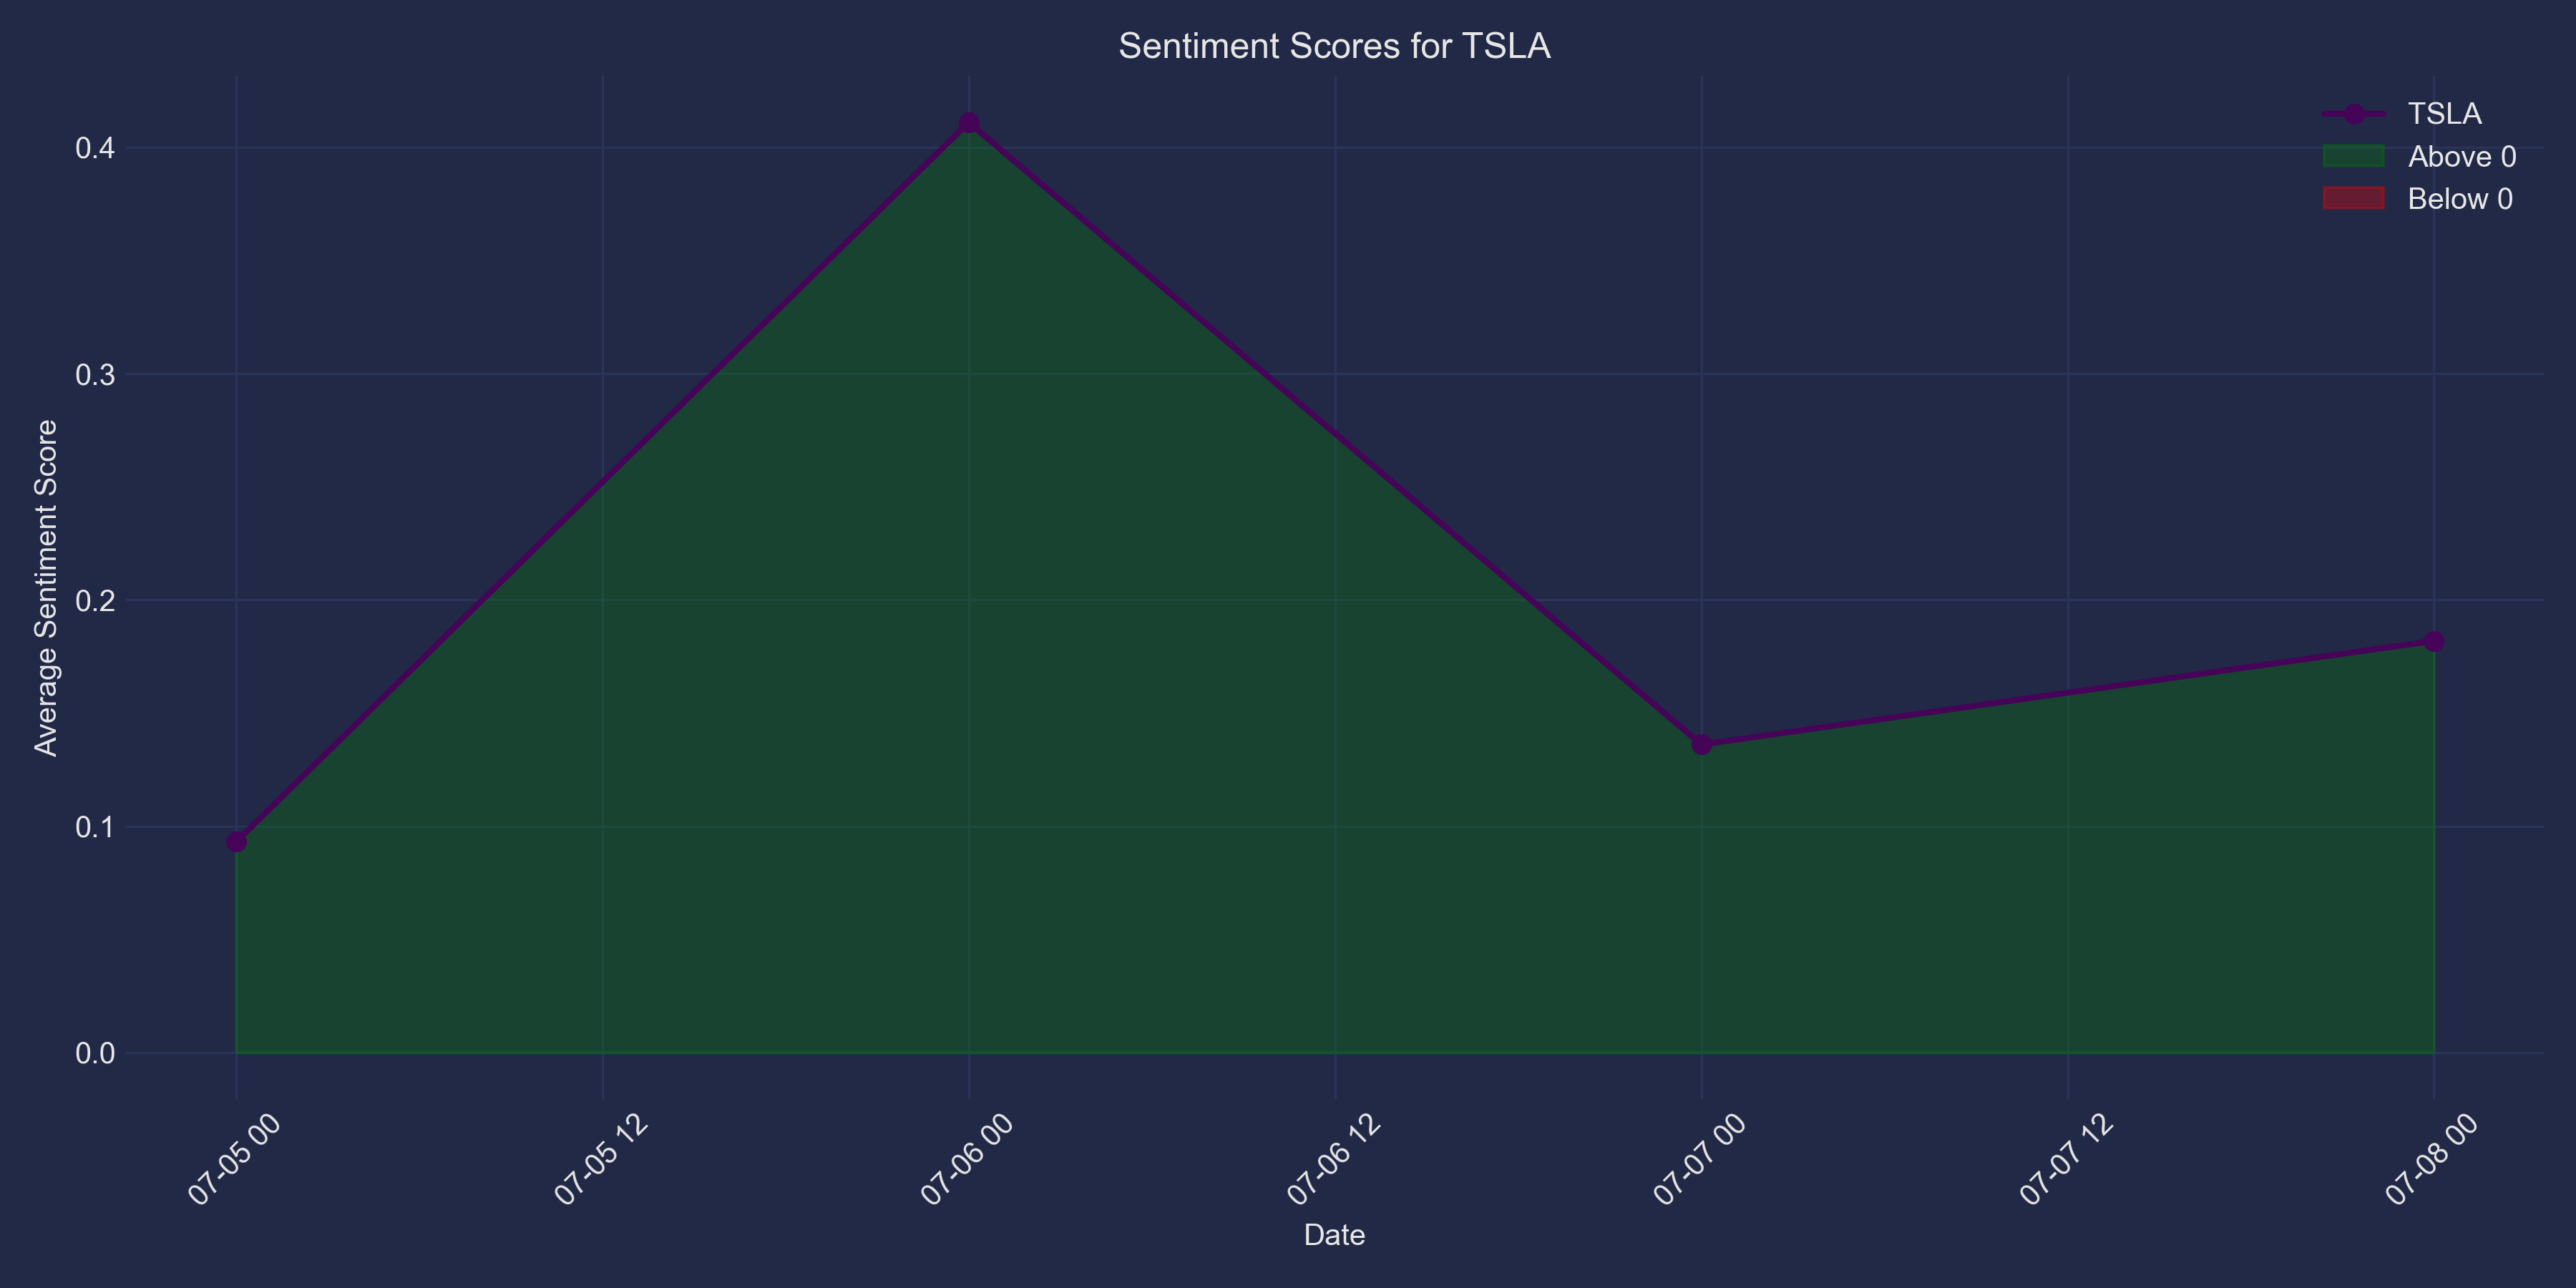 Sentiment Scores for TSLA
TSLA
Above 0
Below 0
Average Sentiment Score
0.4
0.3
0.2
0.1
0.0
07-05 00
07-05 12
07-06 00
07-06 12
07-07 00
07-07 12
07-08 00
Date